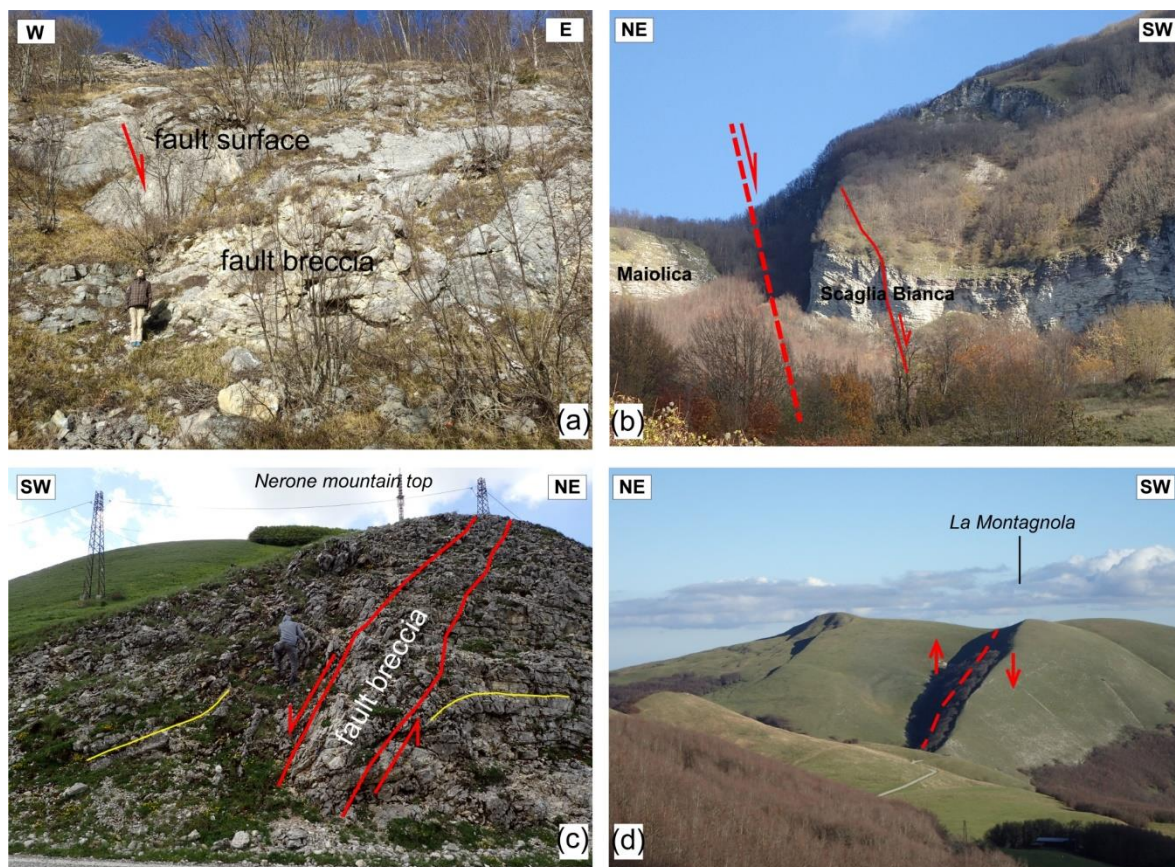 W
E
fault surface
fault breccia
(a)
NE
SW
Maiolica
Scaglia Bianca
(b)
SW
NE
Nerone mountain top
fault breccia
(c)
NE
SW
La Montagnola
(d)